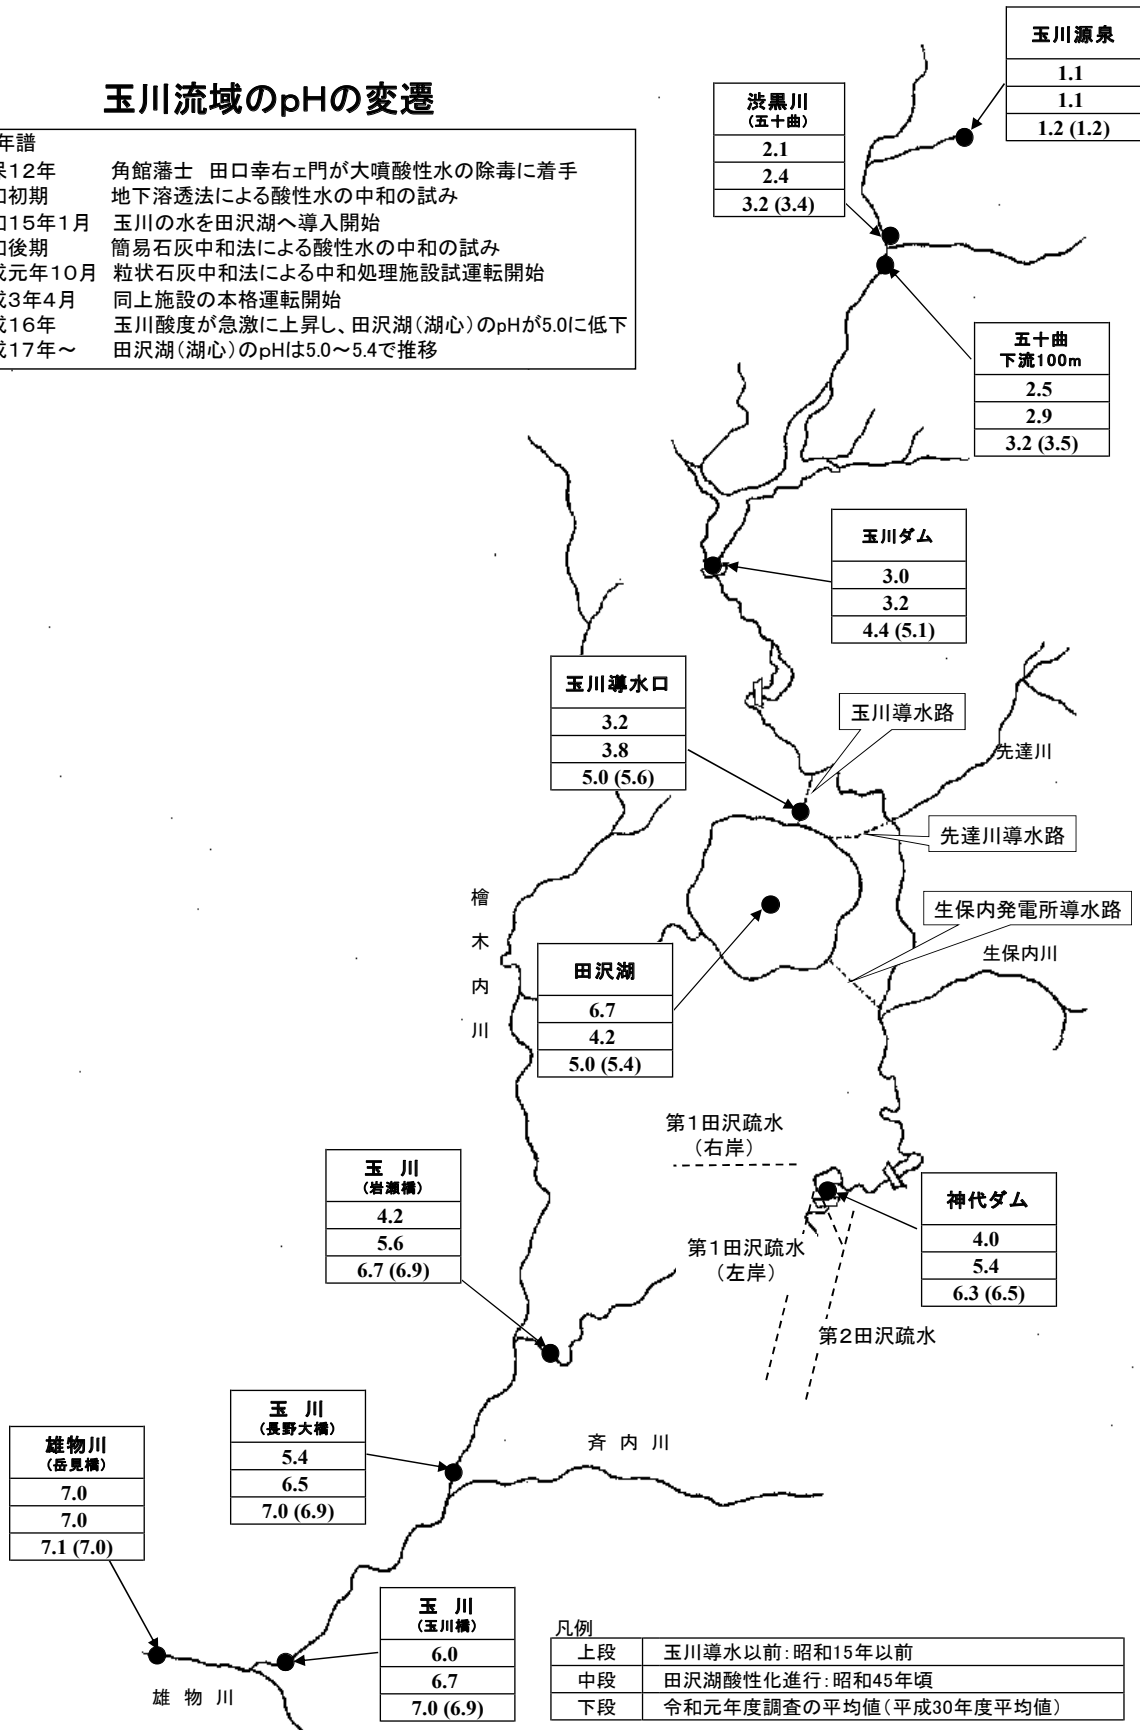 玉川流域のpHの変遷
年譜
12年 角館藩士 田口幸右ェ門が大噴酸性水の除毒に着手
初期 地下溶透法による酸性水の中和の試み
15年1月 玉川の水を田沢湖へ導入開始
後期 簡易石灰中和法による酸性水の中和の試み
元年10月 粒状石灰中和法による中和処理施設試運転開始
3年4月 同上施設の本格運転開始
16年 玉川酸度が急激に上昇し、田沢湖(湖心)のpHが5.0に低下
17年～ 田沢湖(湖心)のpHは5.0～5.4で推移
玉川源泉
1.1
1.1
1.2 (1.2)
渋黒川
(五十曲)
2.1
2.4
3.2 (3.4)
五十曲
下流100m
2.5
2.9
3.2 (3.5)
玉川ダム
3.0
3.2
4.4 (5.1)
玉川導水口
3.2
3.8
5.0 (5.6)
玉川導水路
先達川
先達川導水路
生保内発電所導水路
生保内川
檜木内川
田沢湖
6.7
4.2
5.0 (5.4)
第1田沢疏水
(右岸)
玉 川
(岩瀬橋)
4.2
5.6
6.7 (6.9)
神代ダム
4.0
5.4
6.3 (6.5)
第1田沢疏水
(左岸)
第2田沢疏水
玉 川
(長野大橋)
5.4
6.5
7.0 (6.9)
斉 内 川
雄物川
(岳見橋)
7.0
7.0
7.1 (7.0)
玉 川
(玉川橋)
6.0
6.7
7.0 (6.9)
雄 物 川
凡例
上段 玉川導水以前：昭和15年以前
中段 田沢湖酸性化進行：昭和45年頃
下段 令和元年度調査の平均値(平成30年度平均値)